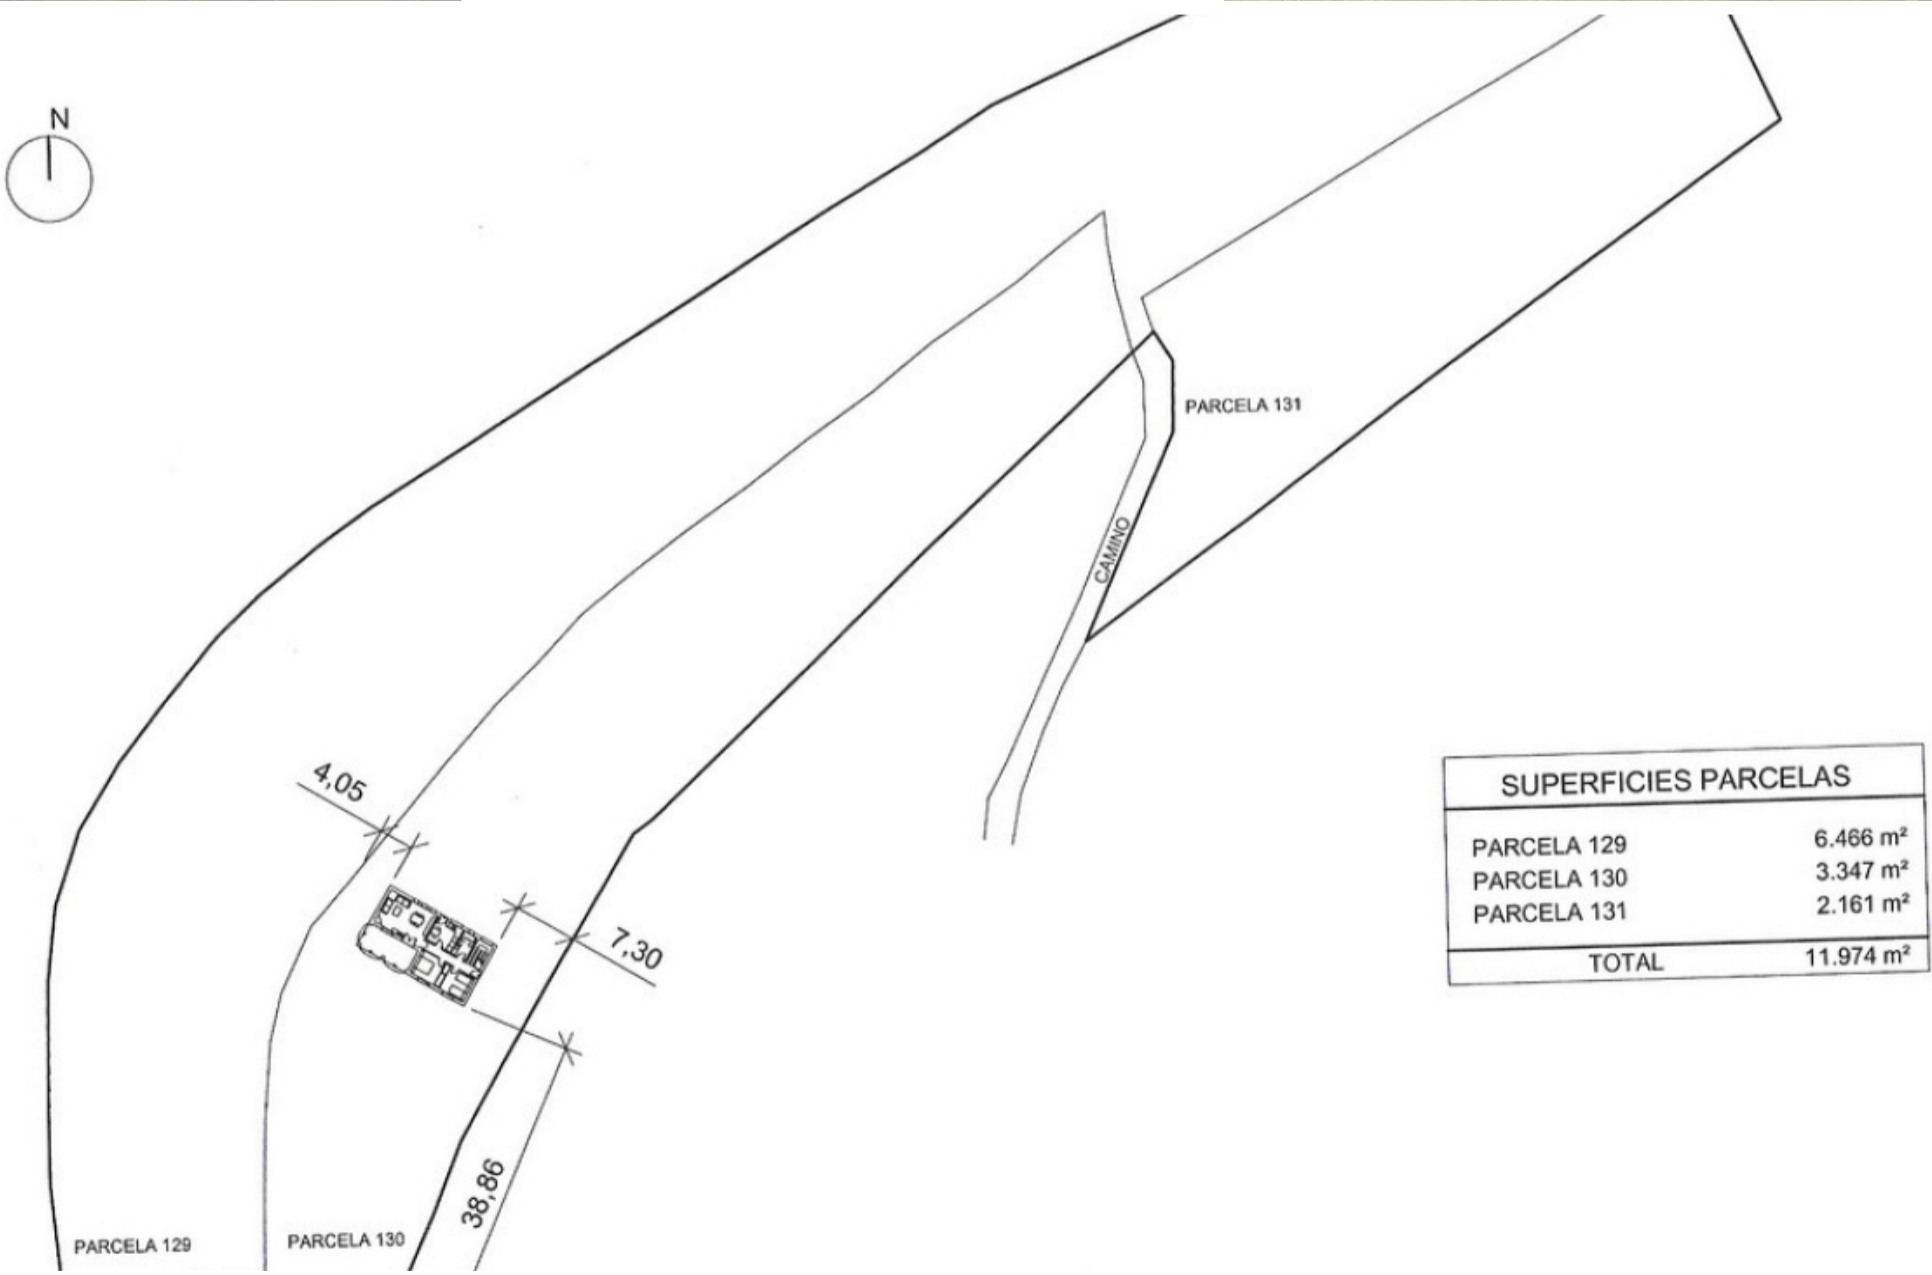 N
PARCELA 131
CAMINO
4,05
7,30
38,86
PARCELA 129
PARCELA 130
SUPERFICIES PARCELAS
PARCELA 129 6.466 m²
PARCELA 130 3.347 m²
PARCELA 131 2.161 m²
TOTAL 11.974 m²